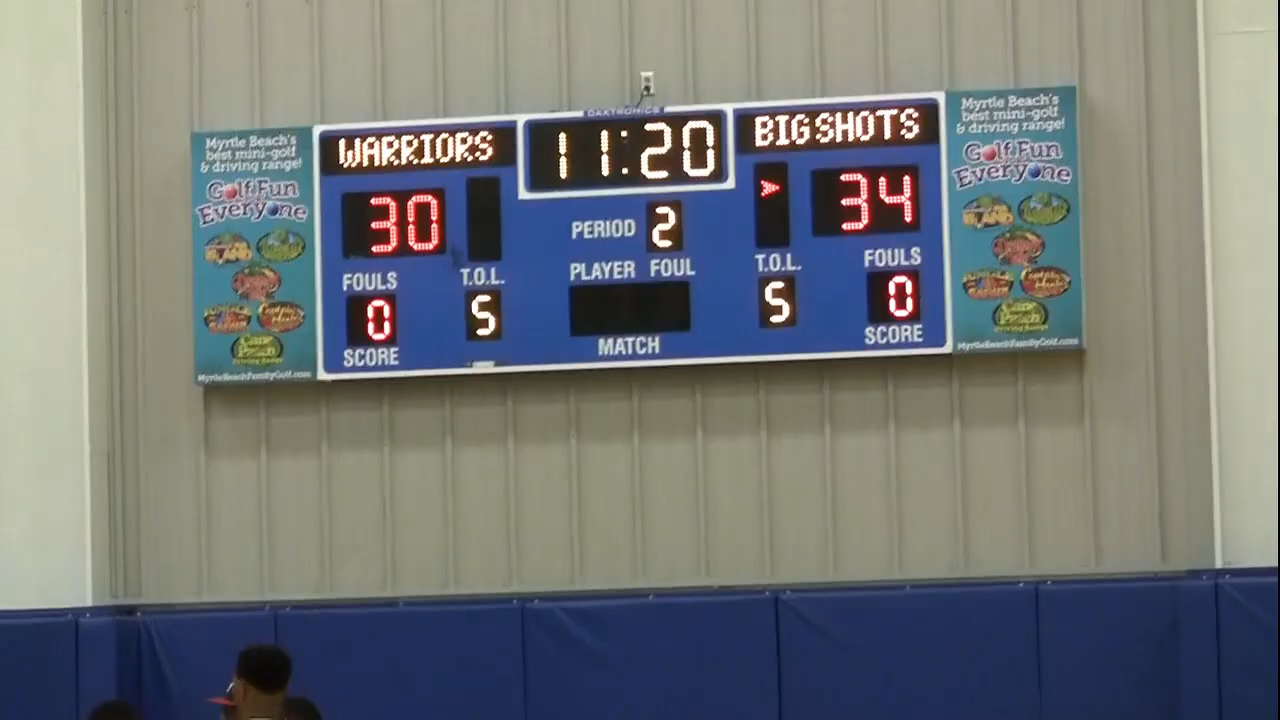 Myrtle Beach's
best mini-golf
& driving range!
Golf Fun
Everyone
MyrtleBeachFamilyGolf.com
DAKTRONICS
WARRIORS
11:20
BIG SHOTS
30
34
PERIOD 2
PLAYER FOUL
MATCH
FOULS
T.O.L.
0
5
SCORE
T.O.L.
FOULS
5
0
SCORE
Myrtle Beach's
best mini-golf
& driving range!
Golf Fun
Everyone
MyrtleBeachFamilyGolf.com